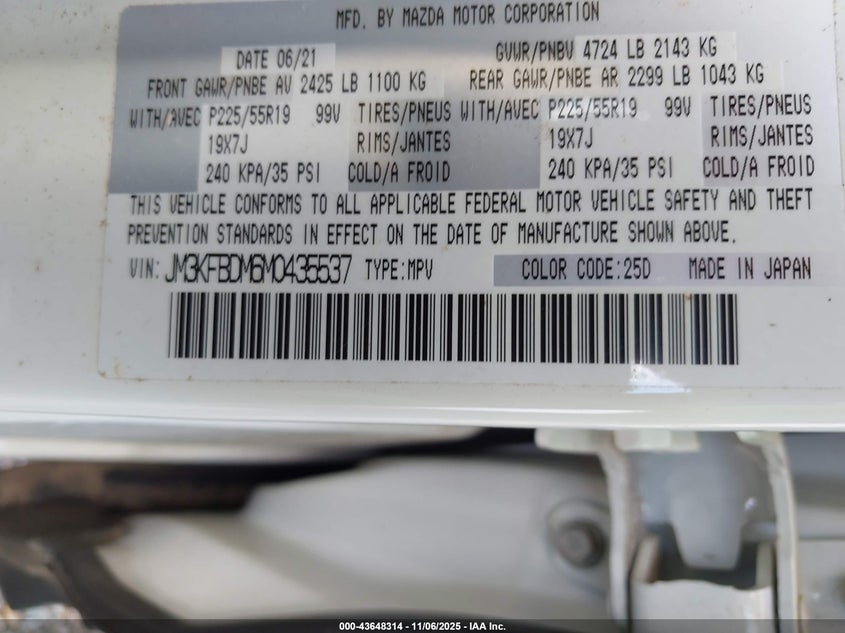 MFD. BY MAZDA MOTOR CORPORATION
DATE 06/21 GVWR/PNBV 4724 LB 2143 KG
FRONT GAWR/PNBE AV 2425 LB 1100 KG REAR GAWR/PNBE AR 2299 LB 1043 KG
WITH/AVEC P225/55R19 99V TIRES/PNEUS WITH/AVEC P225/55R19 99V TIRES/PNEUS
19X7J RIMS/JANTES 19X7J RIMS/JANTES
240 KPA/35 PSI COLD/A FROID 240 KPA/35 PSI COLD/A FROID
THIS VEHICLE CONFORMS TO ALL APPLICABLE FEDERAL MOTOR VEHICLE SAFETY AND THEFT
PREVENTION STANDARDS IN EFFECT ON THE DATE OF MANUFACTURE SHOWN ABOVE.
VIN: JM3KFBDM6M0435537 TYPE:MPV COLOR CODE:25D MADE IN JAPAN
000-43648314 - 11/06/2025 - IAA Inc.